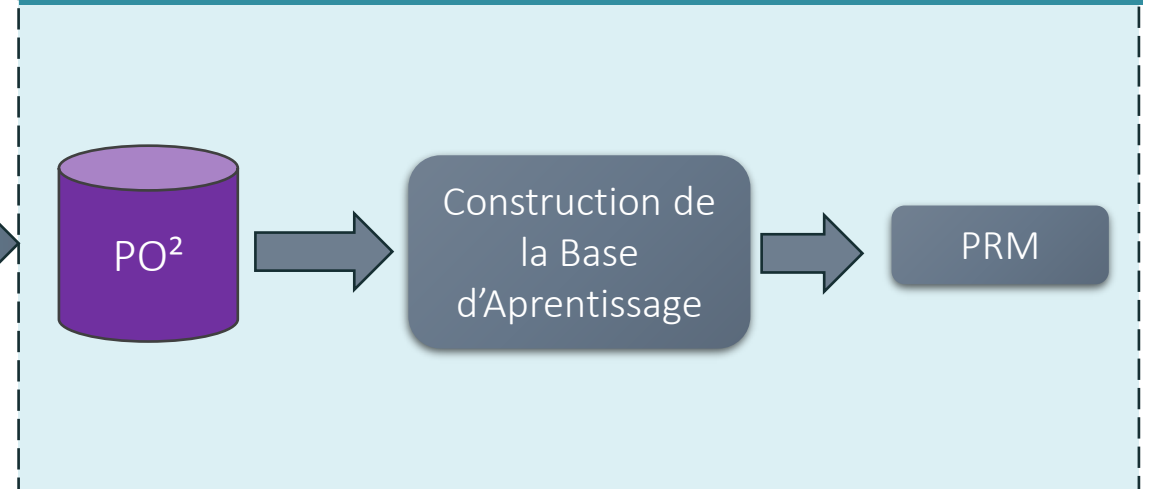 PO²
Construction de
la Base
d'Aprentissage
PRM